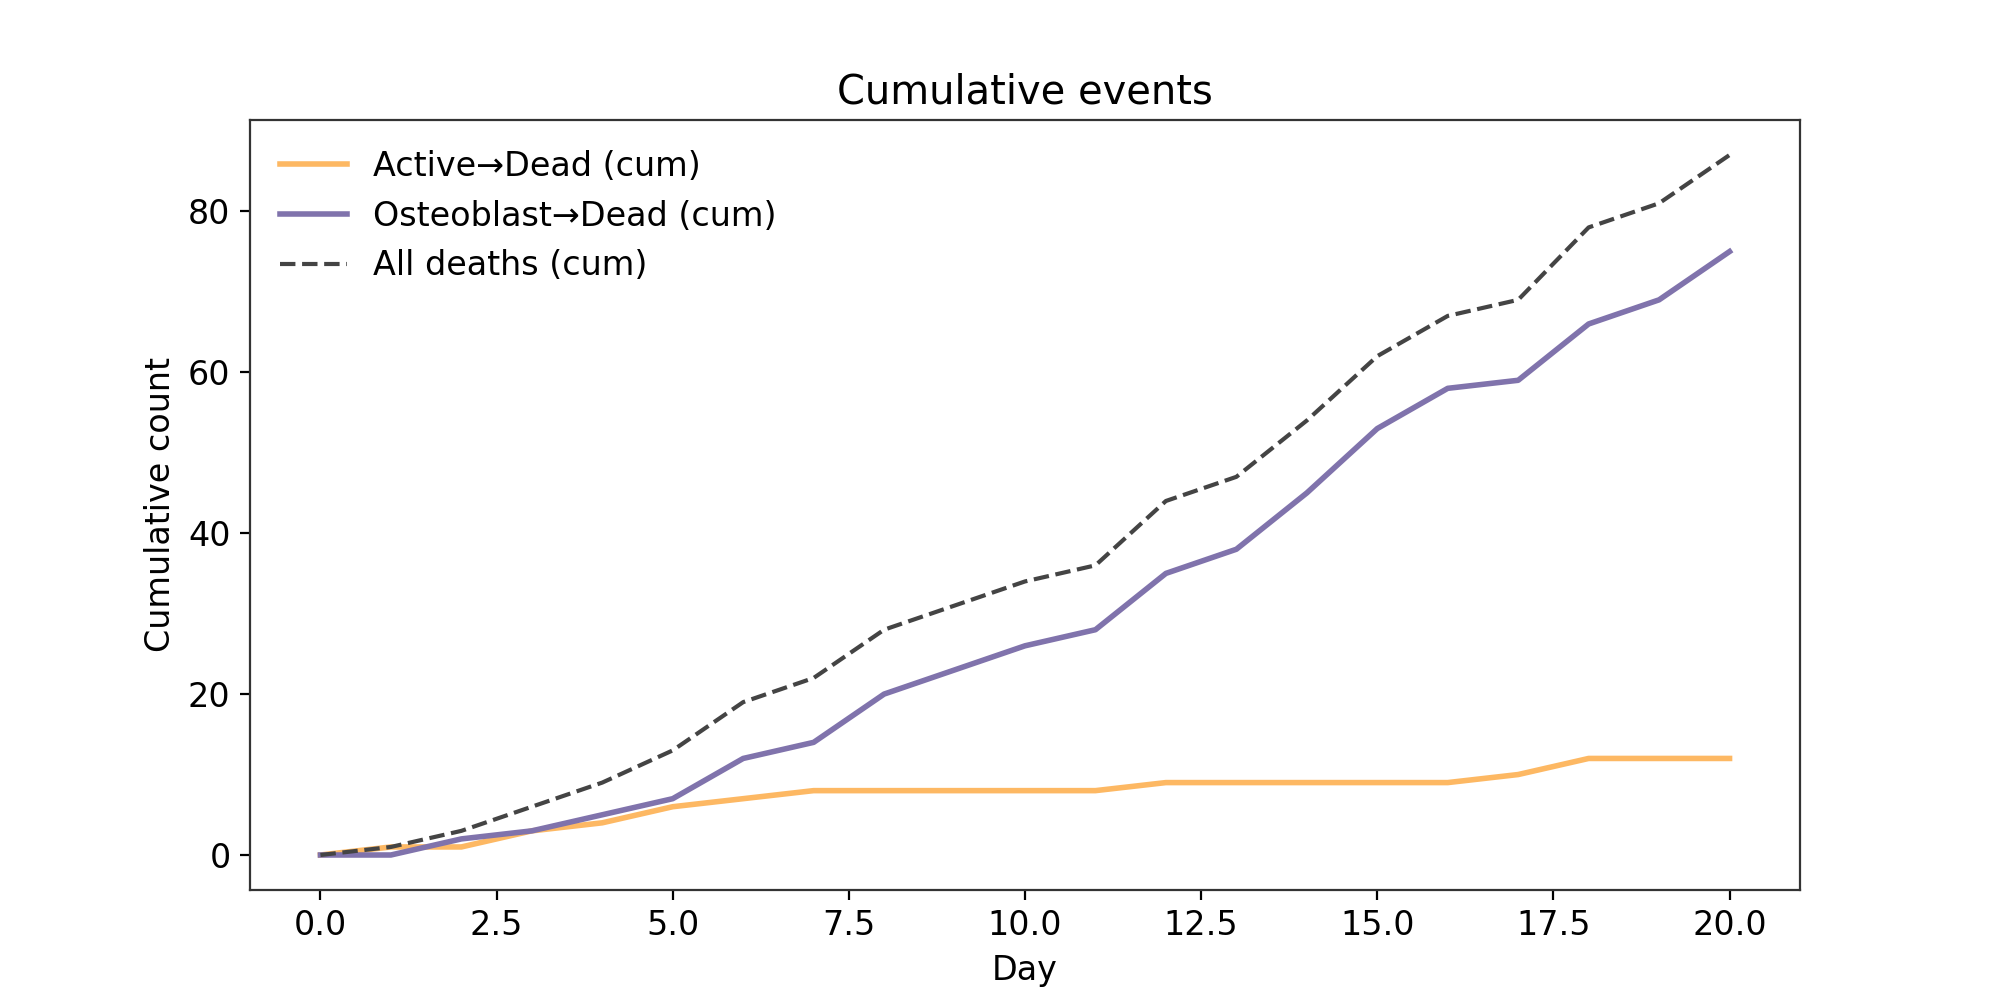 Cumulative events
Active→Dead (cum)
Osteoblast→Dead (cum)
All deaths (cum)
Cumulative count
80
60
40
20
0
0.0 2.5 5.0 7.5 10.0 12.5 15.0 17.5 20.0
Day